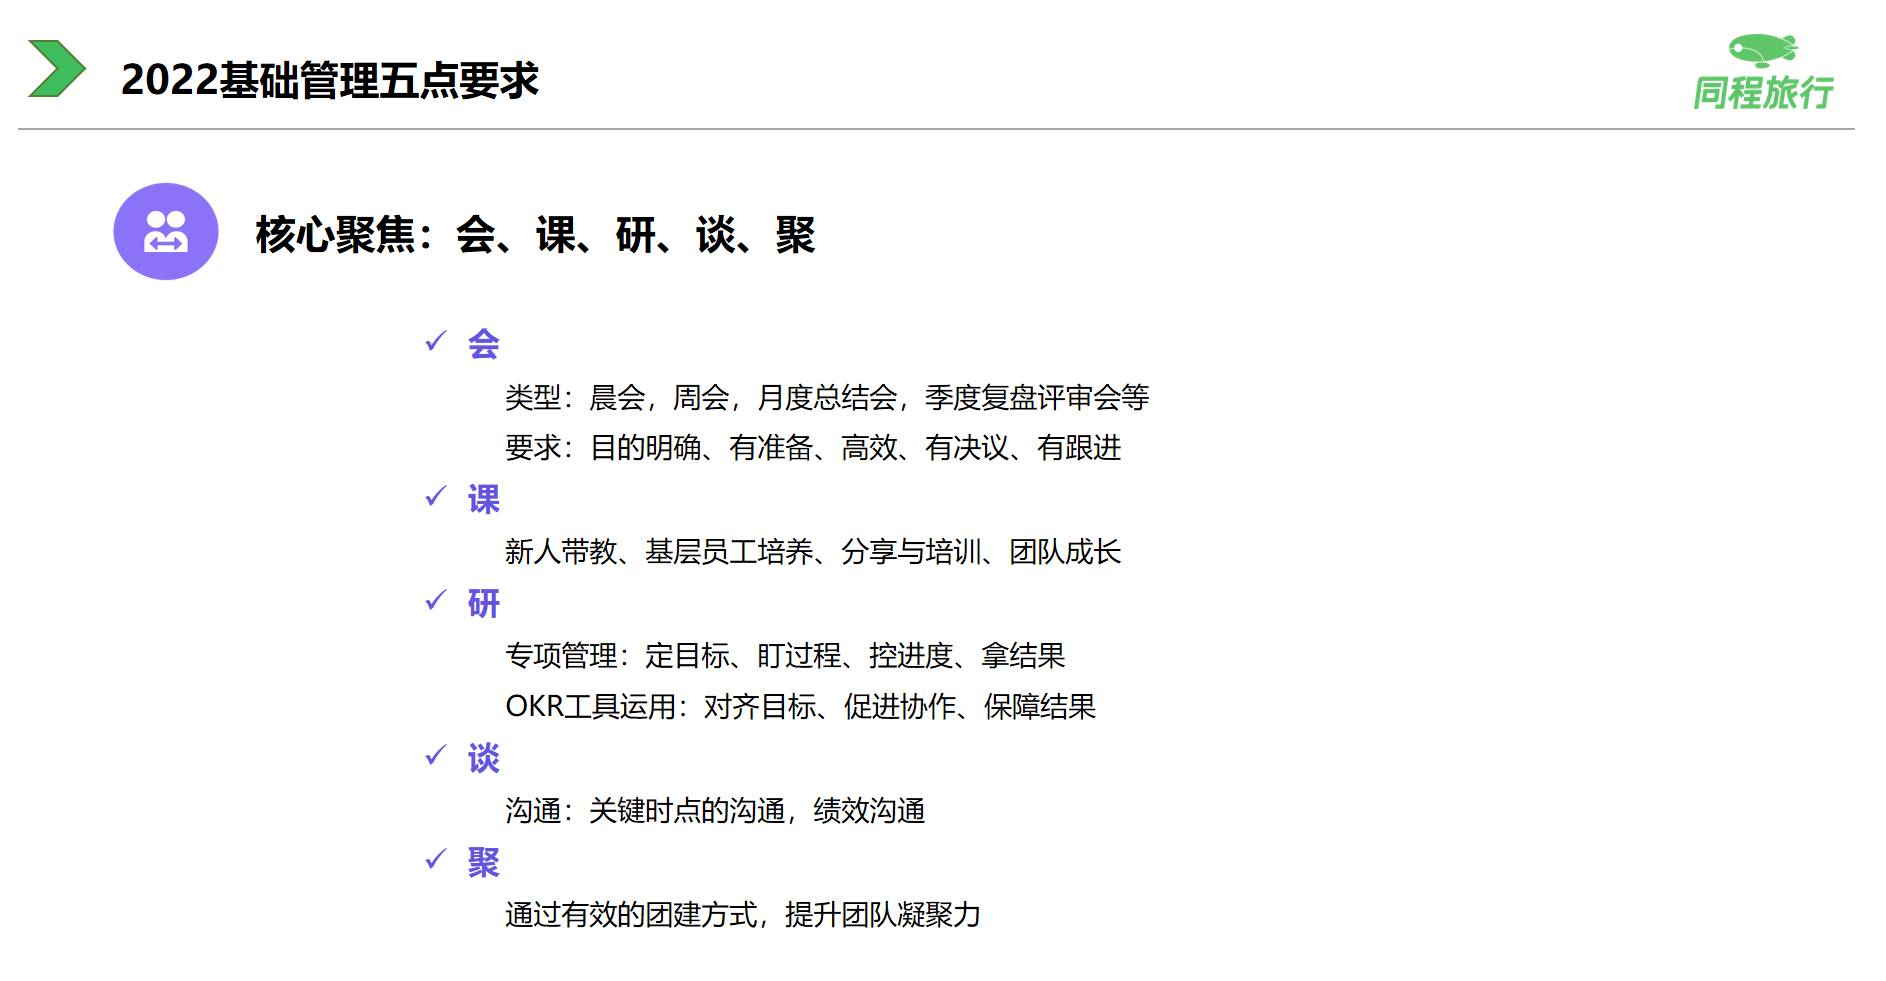 2022基础管理五点要求
同程旅行
核心聚焦：会、课、研、谈、聚
✓ 会
类型：晨会，周会，月度总结会，季度复盘评审会等
要求：目的明确、有准备、高效、有决议、有跟进
✓ 课
新人带教、基层员工培养、分享与培训、团队成长
✓ 研
专项管理：定目标、盯过程、控进度、拿结果
OKR工具运用：对齐目标、促进协作、保障结果
✓ 谈
沟通：关键时点的沟通，绩效沟通
✓ 聚
通过有效的团建方式，提升团队凝聚力